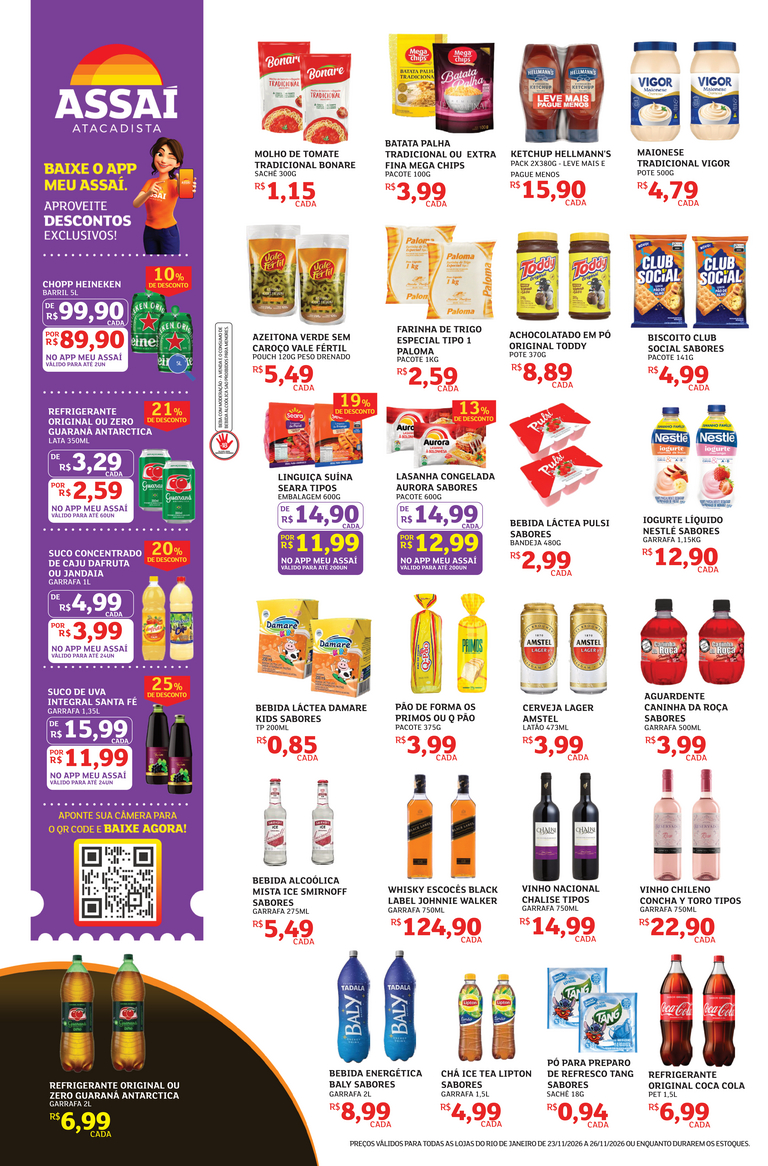 ASSAÍ
ATACADISTA
BAIXE O APP
MEU ASSAÍ.
APROVEITE
DESCONTOS
EXCLUSIVOS!
10%
DE DESCONTO
CHOPP HEINEKEN
BARRIL 5L
DE
R$99,90
CADA
POR
R$89,90
NO APP MEU ASSAÍ
VÁLIDO PARA ATÉ 2UN
21%
DE DESCONTO
REFRIGERANTE
ORIGINAL OU ZERO
GUARANÁ ANTARCTICA
LATA 350ML
DE
R$3,29
CADA
POR
R$2,59
NO APP MEU ASSAÍ
VÁLIDO PARA ATÉ 60UN
20%
DE DESCONTO
SUCO CONCENTRADO
DE CAJU DAFRUTA
OU JANDAIA
GARRAFA 1L
DE
R$4,99
CADA
POR
R$3,99
NO APP MEU ASSAÍ
VÁLIDO PARA ATÉ 24UN
25%
DE DESCONTO
SUCO DE UVA
INTEGRAL SANTA FÉ
GARRAFA 1,35L
DE
R$15,99
CADA
POR
R$11,99
NO APP MEU ASSAÍ
VÁLIDO PARA ATÉ 24UN
APONTE SUA CÂMERA PARA
O QR CODE E BAIXE AGORA!
BEBA COM MODERAÇÃO - A VENDA E O CONSUMO DE
BEBIDA ALCOÓLICA SÃO PROIBIDOS PARA MENORES
MOLHO DE TOMATE
TRADICIONAL BONARE
SACHÊ 300G
R$1,15
CADA
BATATA PALHA
TRADICIONAL OU EXTRA
FINA MEGA CHIPS
PACOTE 100G
R$3,99
CADA
LEVE MAIS
PAGUE MENOS
KETCHUP HELLMANN'S
PACK 2X380G - LEVE MAIS E
PAGUE MENOS
R$15,90
CADA
MAIONESE
TRADICIONAL VIGOR
POTE 500G
R$4,79
CADA
AZEITONA VERDE SEM
CAROÇO VALE FÉRTIL
POUCH 120G PESO DRENADO
R$5,49
CADA
FARINHA DE TRIGO
ESPECIAL TIPO 1
PALOMA
PACOTE 1KG
R$2,59
CADA
ACHOCOLATADO EM PÓ
ORIGINAL TODDY
POTE 370G
R$8,89
CADA
BISCOITO CLUB
SOCIAL SABORES
PACOTE 141G
R$4,99
CADA
19%
DE DESCONTO
LINGUIÇA SUÍNA
SEARA TIPOS
EMBALAGEM 600G
DE
R$14,90
CADA
POR
R$11,99
NO APP MEU ASSAÍ
VÁLIDO PARA ATÉ 200UN
13%
DE DESCONTO
LASANHA CONGELADA
AURORA SABORES
PACOTE 600G
DE
R$14,99
CADA
POR
R$12,99
NO APP MEU ASSAÍ
VÁLIDO PARA ATÉ 200UN
BEBIDA LÁCTEA PULSI
SABORES
BANDEJA 480G
R$2,99
CADA
IOGURTE LÍQUIDO
NESTLÉ SABORES
GARRAFA 1,15KG
R$12,90
CADA
BEBIDA LÁCTEA DAMARE
KIDS SABORES
TP 200ML
R$0,85
CADA
PÃO DE FORMA OS
PRIMOS OU Q PÃO
PACOTE 375G
R$3,99
CADA
CERVEJA LAGER
AMSTEL
LATÃO 473ML
R$3,99
CADA
AGUARDENTE
CANINHA DA ROÇA
SABORES
GARRAFA 500ML
R$3,99
CADA
BEBIDA ALCOÓLICA
MISTA ICE SMIRNOFF
SABORES
GARRAFA 275ML
R$5,49
CADA
WHISKY ESCOCÊS BLACK
LABEL JOHNNIE WALKER
GARRAFA 750ML
R$124,90
CADA
VINHO NACIONAL
CHALISE TIPOS
GARRAFA 750ML
R$14,99
CADA
VINHO CHILENO
CONCHA Y TORO TIPOS
GARRAFA 750ML
R$22,90
CADA
REFRIGERANTE ORIGINAL OU
ZERO GUARANÁ ANTARCTICA
GARRAFA 2L
R$6,99
CADA
BEBIDA ENERGÉTICA
BALY SABORES
GARRAFA 2L
R$8,99
CADA
CHÁ ICE TEA LIPTON
SABORES
GARRAFA 1,5L
R$4,99
CADA
PÓ PARA PREPARO
DE REFRESCO TANG
SABORES
SACHÊ 18G
R$0,94
CADA
REFRIGERANTE
ORIGINAL COCA COLA
PET 1,5L
R$6,99
CADA
PREÇOS VÁLIDOS PARA TODAS AS LOJAS DO RIO DE JANEIRO DE 23/11/2026 A 26/11/2026 OU ENQUANTO DURAREM OS ESTOQUES.